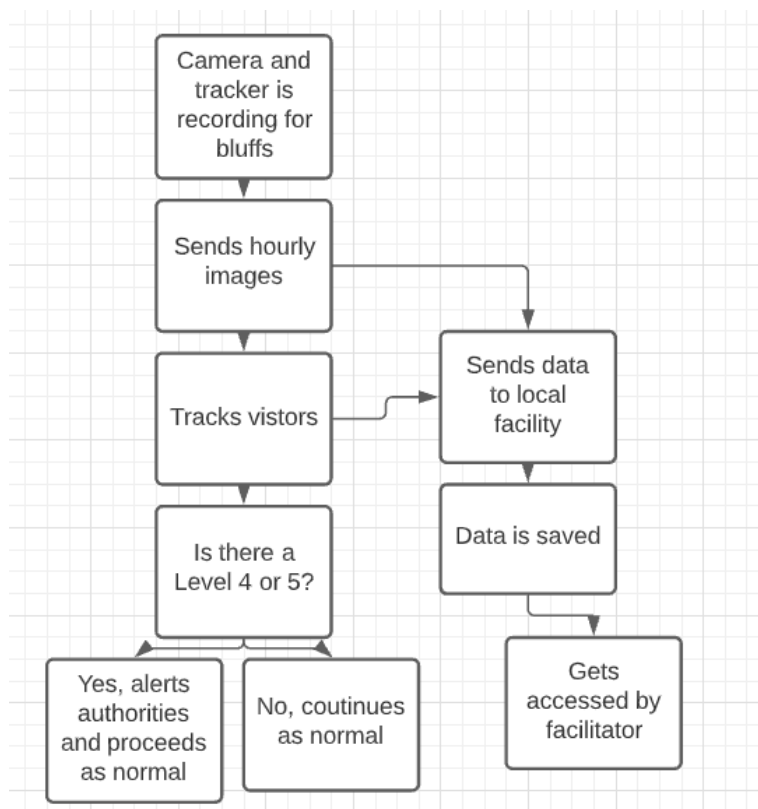 Camera and
tracker is
recording for
bluffs
Sends hourly
images
Tracks vistors
Sends data
to local
facility
Is there a
Level 4 or 5?
Data is saved
Yes, alerts
authorities
and proceeds
as normal
No, coutinues
as normal
Gets
accessed by
facilitator